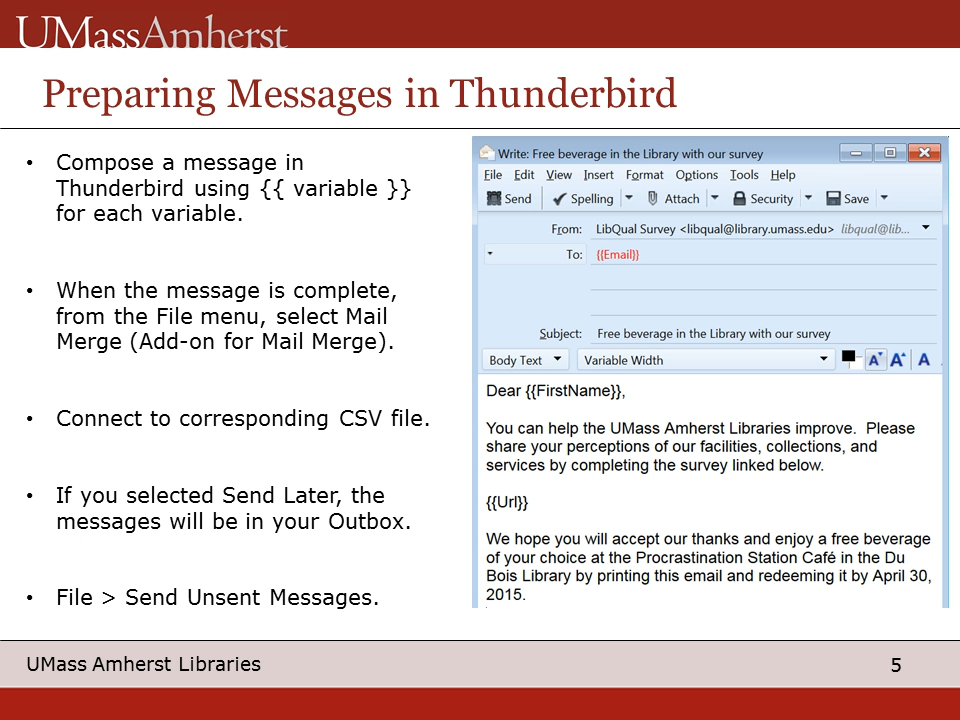 UMassAmherst
Preparing Messages in Thunderbird
• Compose a message in
Thunderbird using {{ variable }}
for each variable.
• When the message is complete,
from the File menu, select Mail
Merge (Add-on for Mail Merge).
• Connect to corresponding CSV file.
• If you selected Send Later, the
messages will be in your Outbox.
• File > Send Unsent Messages.
Write: Free beverage in the Library with our survey
File Edit View Insert Format Options Tools Help
Send Spelling Attach Security Save
From: LibQual Survey <libqual@library.umass.edu> libqual@lib...
To: {{Email}}
Subject: Free beverage in the Library with our survey
Body Text Variable Width A A A
Dear {{FirstName}},
You can help the UMass Amherst Libraries improve. Please
share your perceptions of our facilities, collections, and
services by completing the survey linked below.
{{Url}}
We hope you will accept our thanks and enjoy a free beverage
of your choice at the Procrastination Station Café in the Du
Bois Library by printing this email and redeeming it by April 30,
2015.
UMass Amherst Libraries 5